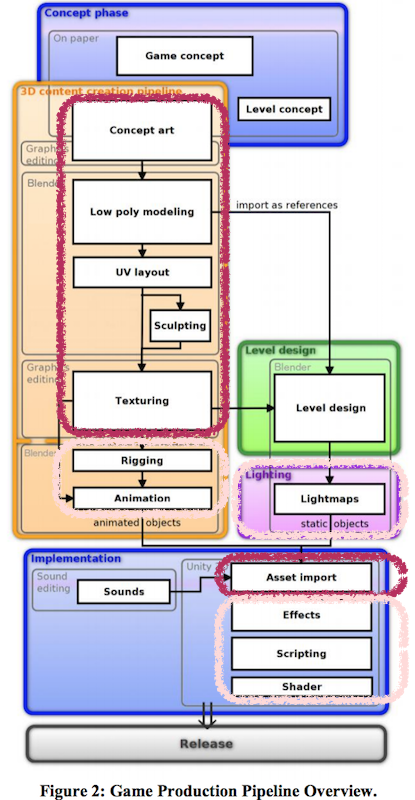 Concept phase
On paper
Game concept
Level concept
3D content creation pipeline
Concept art
Graphics
editing
Blender
Low poly modeling
import as references
UV layout
Sculpting
Graphics
editing
Texturing
Level design
Blender
Level design
Blender
Rigging
Animation
animated objects
Lighting
Lightmaps
static objects
Implementation
Sound
editing
Sounds
Unity
Asset import
Effects
Scripting
Shader
Release
Figure 2: Game Production Pipeline Overview.